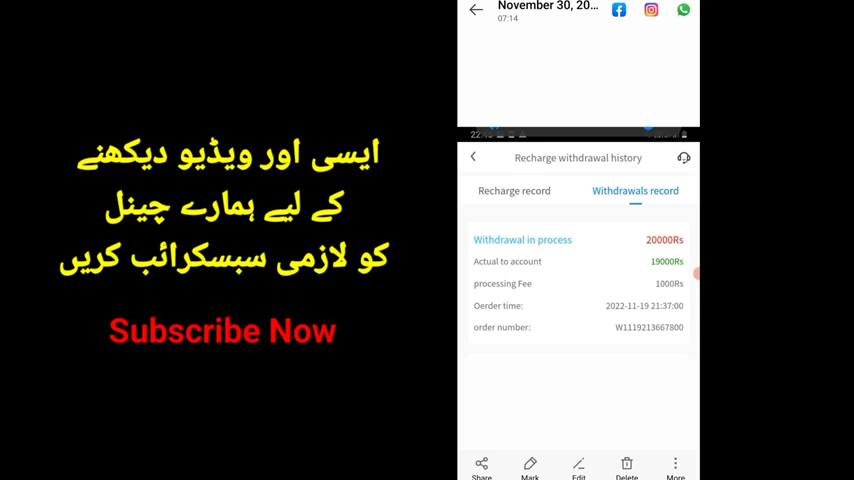 ایسی اور ویڈیو دیکھنے
کے لیے ہمارے چینل
کو لازمی سبسکرائب کریں
Subscribe Now
November 30, 20...
07:14
Recharge withdrawal history
Recharge record Withdrawals record
Withdrawal in process 20000Rs
Actual to account 19000Rs
processing Fee 1000Rs
Oerder time: 2022-11-19 21:37:00
order number: W1119213667800
Share Mark Edit Delete More